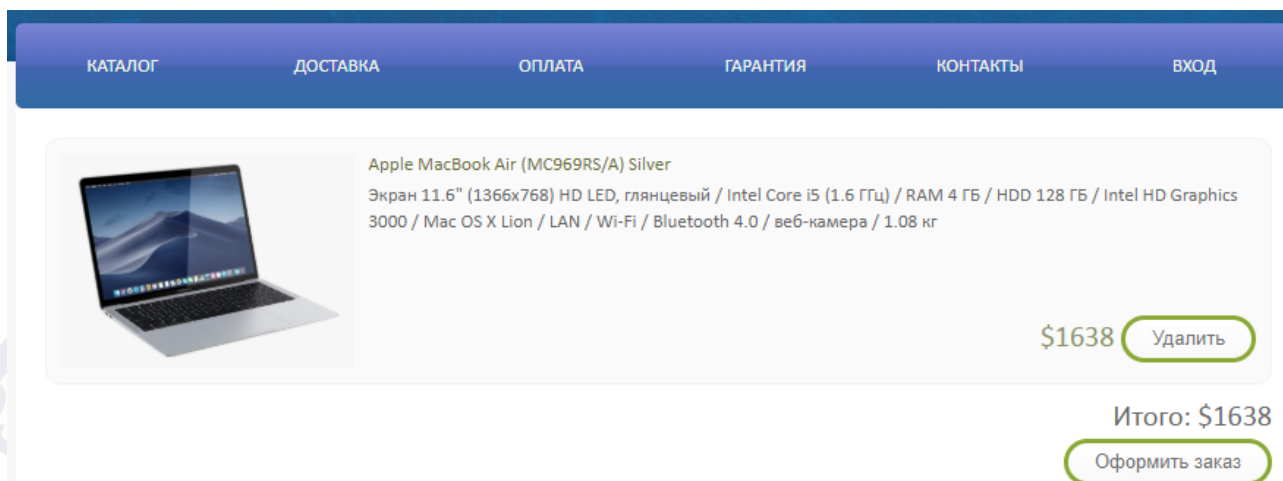 КАТАЛОГ ДОСТАВКА ОПЛАТА ГАРАНТИЯ КОНТАКТЫ ВХОД
Apple MacBook Air (MC969RS/A) Silver
Экран 11.6" (1366x768) HD LED, глянцевый / Intel Core i5 (1.6 ГГц) / RAM 4 ГБ / HDD 128 ГБ / Intel HD Graphics
3000 / Mac OS X Lion / LAN / Wi-Fi / Bluetooth 4.0 / веб-камера / 1.08 кг
$1638 Удалить
Итого: $1638
Оформить заказ